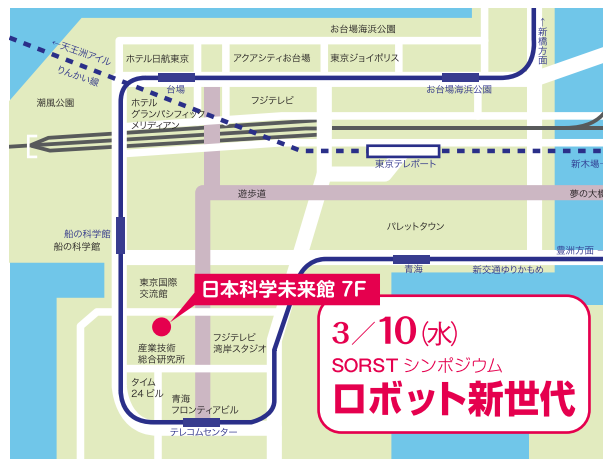 お台場海浜公園
←新橋方面
←天王洲アイル
りんかい線
ホテル日航東京
アクアシティお台場
東京ジョイポリス
台場
お台場海浜公園
潮風公園
ホテル
グランパシフィック
メリディアン
フジテレビ
東京テレポート
新木場→
遊歩道
夢の大橋
パレットタウン
船の科学館
船の科学館
豊洲方面→
青海
新交通ゆりかもめ
東京国際
交流館
日本科学未来館 7F
産業技術
総合研究所
フジテレビ
湾岸スタジオ
タイム
24ビル
青海
フロンティアビル
テレコムセンター
3/10(水)
SORST シンポジウム
ロボット新世代